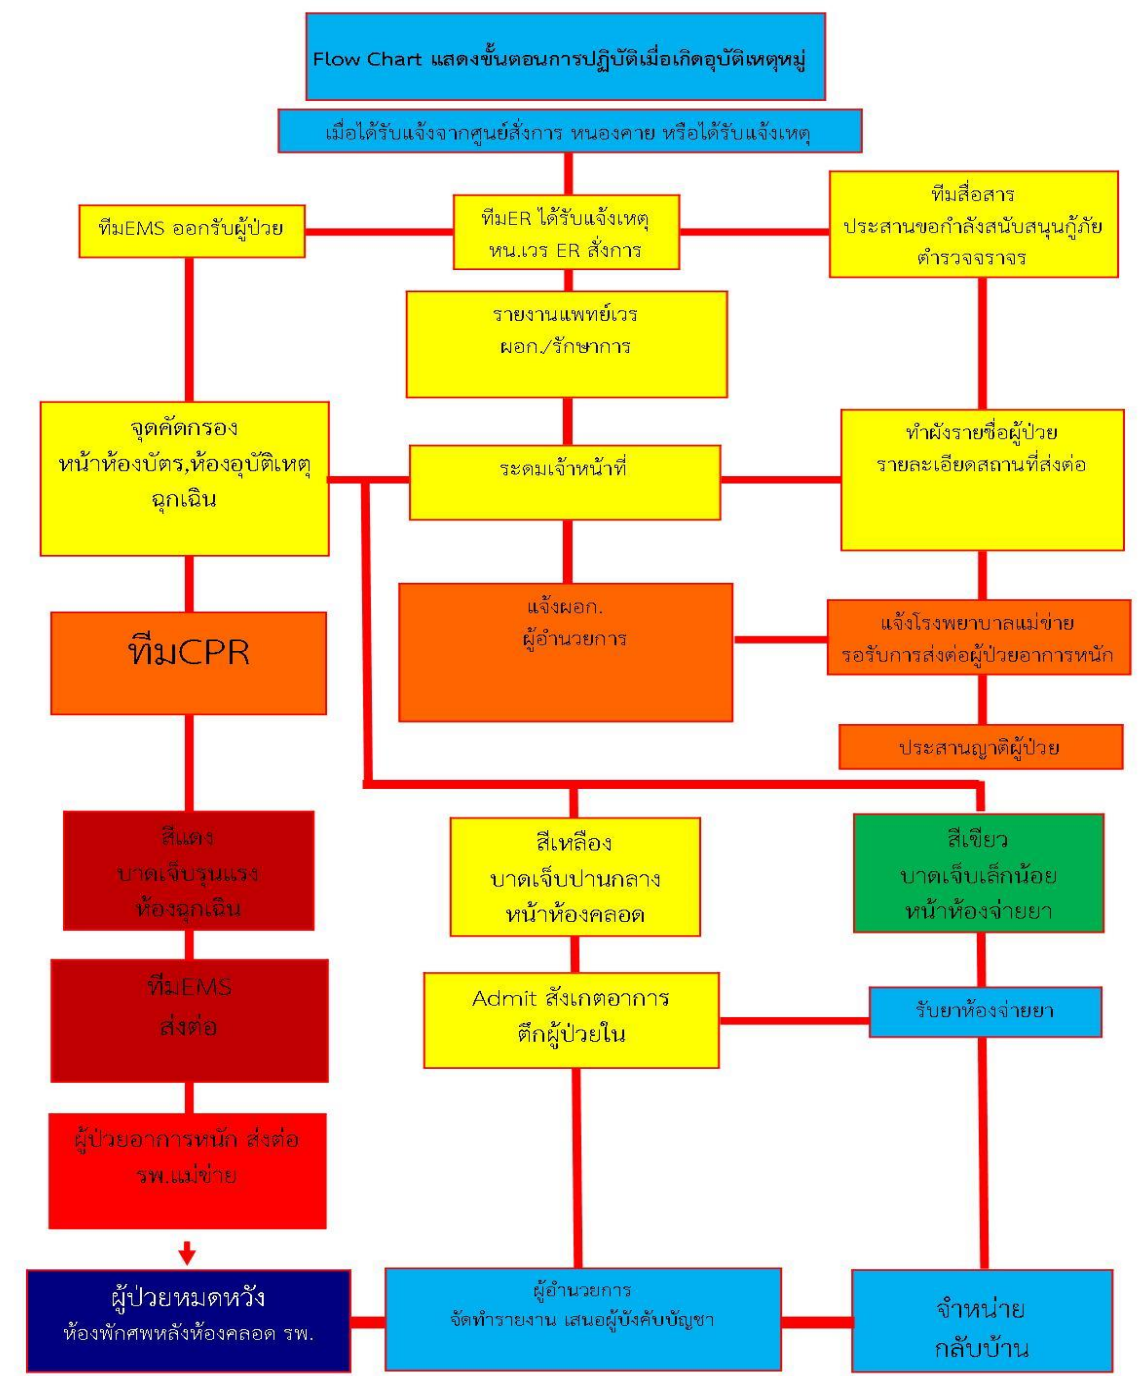 Flow Chart แสดงขั้นตอนการปฏิบัติเมื่อเกิดอุบัติเหตุหมู่
เมื่อได้รับแจ้งจากศูนย์สั่งการ หนองคาย หรือได้รับแจ้งเหตุ
ทีมEMS ออกรับผู้ป่วย
ทีมER ได้รับแจ้งเหตุ
หน.เวร ER สั่งการ
ทีมสื่อสาร
ประสานขอกำลังสนับสนุนกู้ภัย
ตำรวจจราจร
รายงานแพทย์เวร
ผอก./รักษาการ
จุดคัดกรอง
หน้าห้องบัตร,ห้องอุบัติเหตุ
ฉุกเฉิน
ระดมเจ้าหน้าที่
ทำผังรายชื่อผู้ป่วย
รายละเอียดสถานที่ส่งต่อ
ทีมCPR
แจ้งผอก.
ผู้อำนวยการ
แจ้งโรงพยาบาลแม่ข่าย
รอรับการส่งต่อผู้ป่วยอาการหนัก
ประสานญาติผู้ป่วย
สีแดง
บาดเจ็บรุนแรง
ห้องฉุกเฉิน
สีเหลือง
บาดเจ็บปานกลาง
หน้าห้องคลอด
สีเขียว
บาดเจ็บเล็กน้อย
หน้าห้องจ่ายยา
ทีมEMS
ส่งต่อ
Admit สังเกตอาการ
ตึกผู้ป่วยใน
รับยาห้องจ่ายยา
ผู้ป่วยอาการหนัก ส่งต่อ
รพ.แม่ข่าย
ผู้ป่วยหมดหวัง
ห้องพักศพหลังห้องคลอด รพ.
ผู้อำนวยการ
จัดทำรายงาน เสนอผู้บังคับบัญชา
จำหน่าย
กลับบ้าน